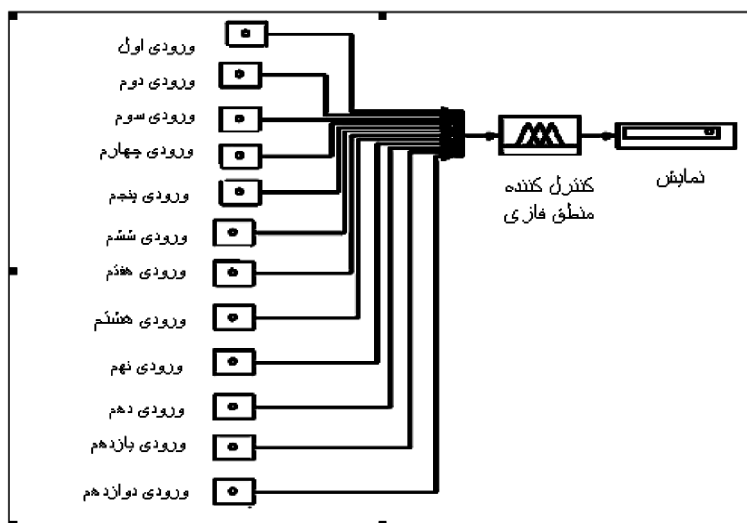 ورودی اول
ورودی دوم
ورودی سوم
ورودی چهارم
ورودی پنجم
ورودی ششم
ورودی هفتم
ورودی هشتم
ورودی نهم
ورودی دهم
ورودی یازدهم
ورودی دوازدهم
کنترل کننده
منطق فازی
نمایش